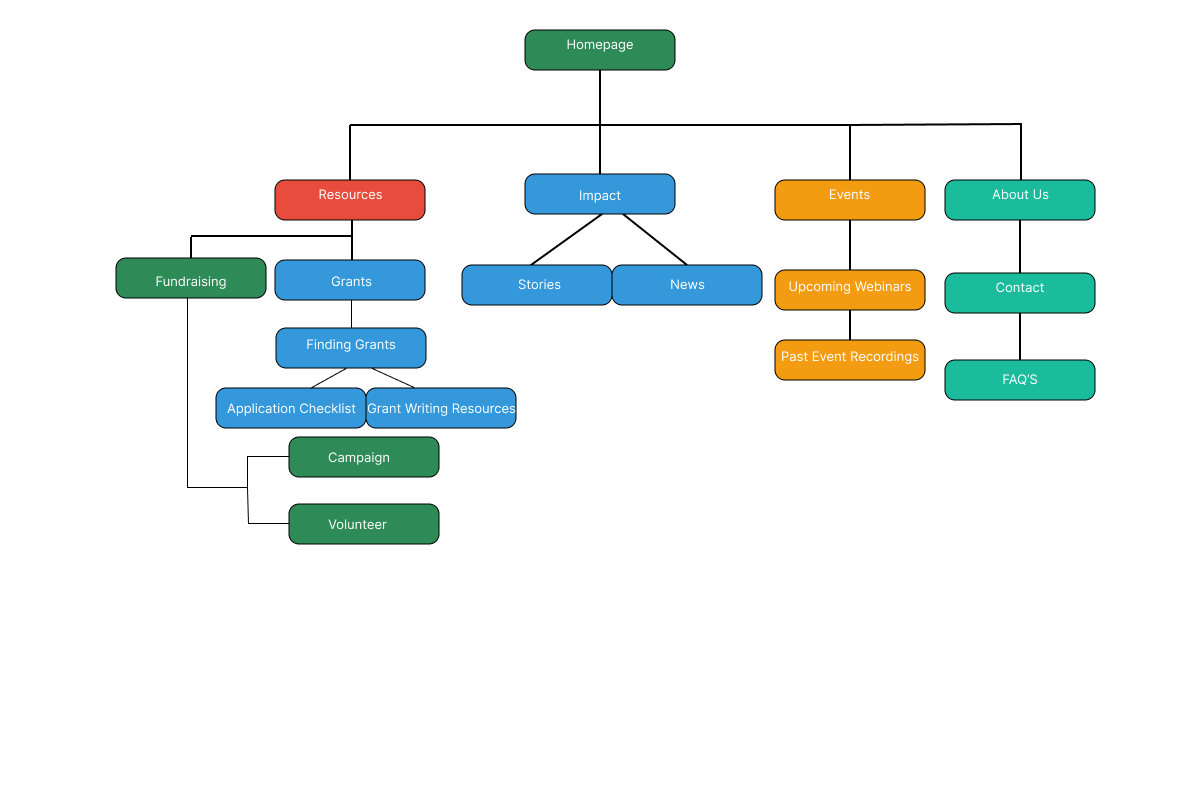 Homepage
Resources
Impact
Events
About Us
Fundraising
Grants
Stories
News
Upcoming Webinars
Contact
Finding Grants
Past Event Recordings
FAQ'S
Application Checklist
Grant Writing Resources
Campaign
Volunteer